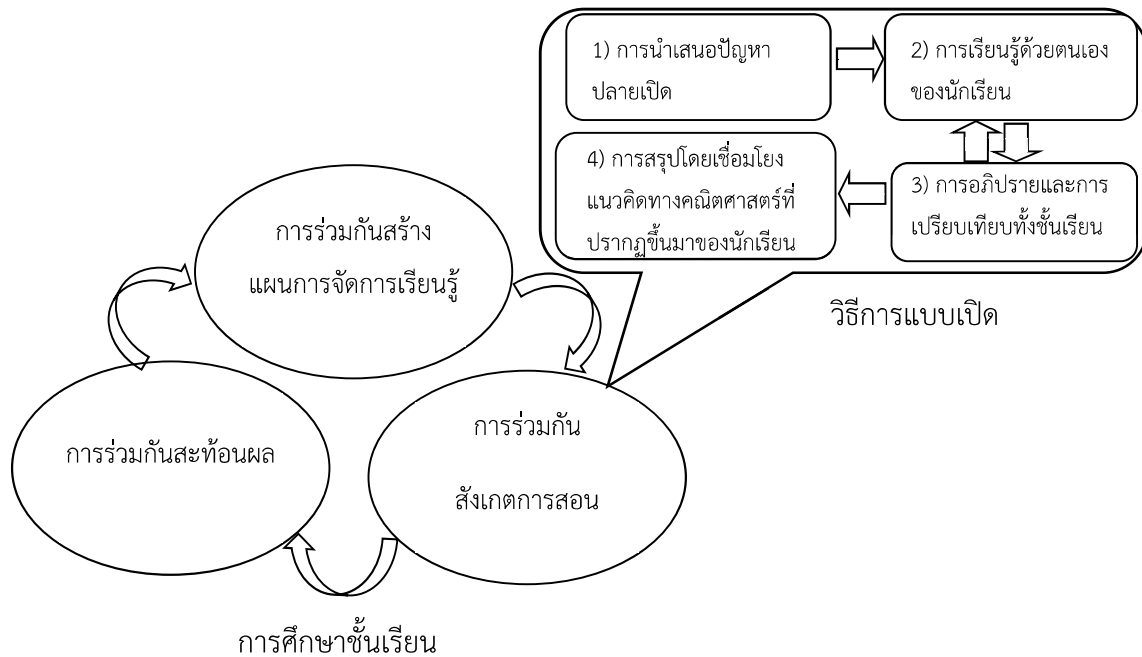 1) การนำเสนอปัญหา
ปลายเปิด
2) การเรียนรู้ด้วยตนเอง
ของนักเรียน
4) การสรุปโดยเชื่อมโยง
แนวคิดทางคณิตศาสตร์ที่
ปรากฏขึ้นมาของนักเรียน
3) การอภิปรายและการ
เปรียบเทียบทั้งชั้นเรียน
วิธีการแบบเปิด
การร่วมกันสร้าง
แผนการจัดการเรียนรู้
การร่วมกันสะท้อนผล
การร่วมกัน
สังเกตการสอน
การศึกษาชั้นเรียน